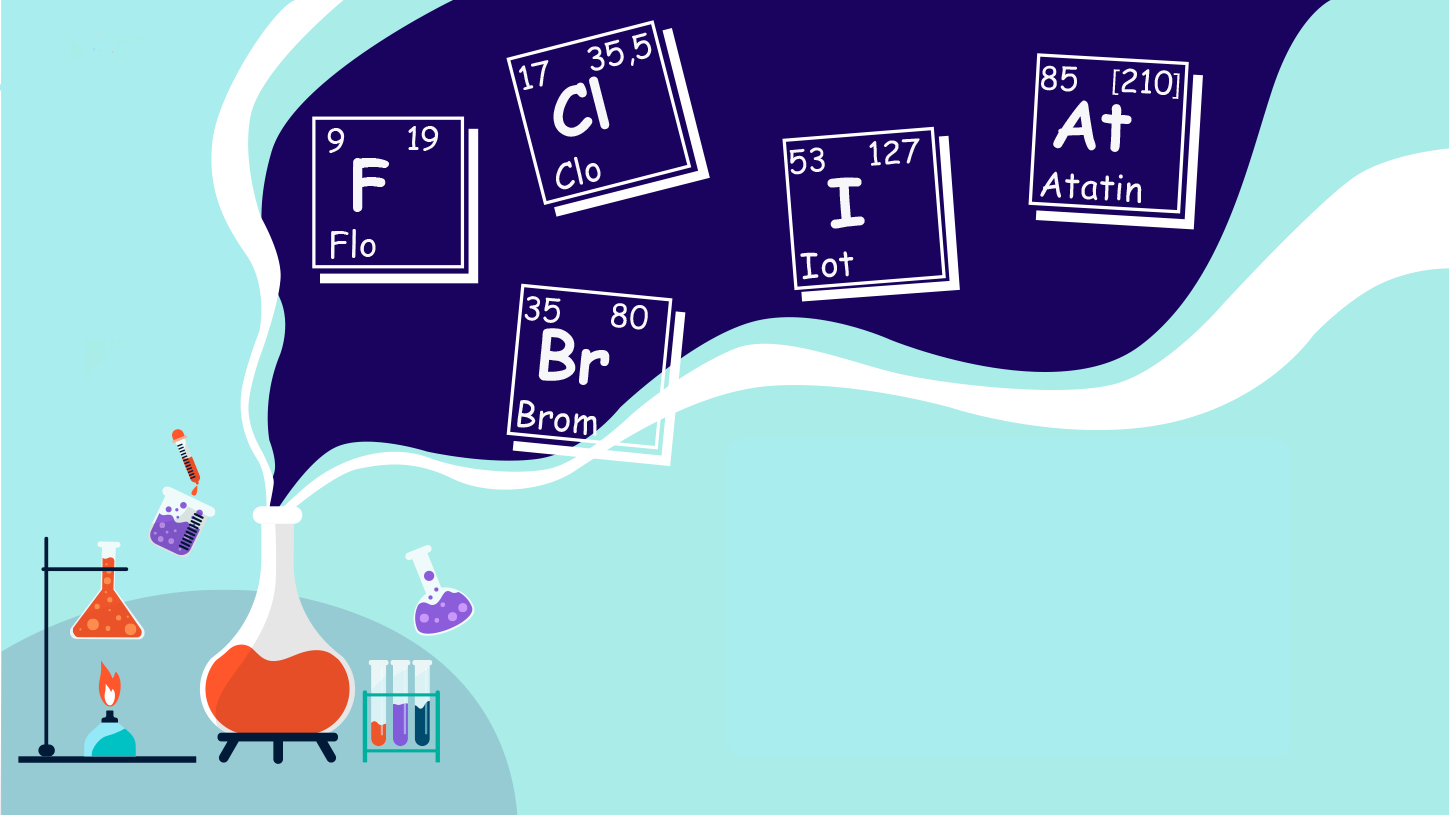 9 19
F
Flo
17 35,5
Cl
Clo
35 80
Br
Brom
53 127
I
Iot
85 [210]
At
Atatin